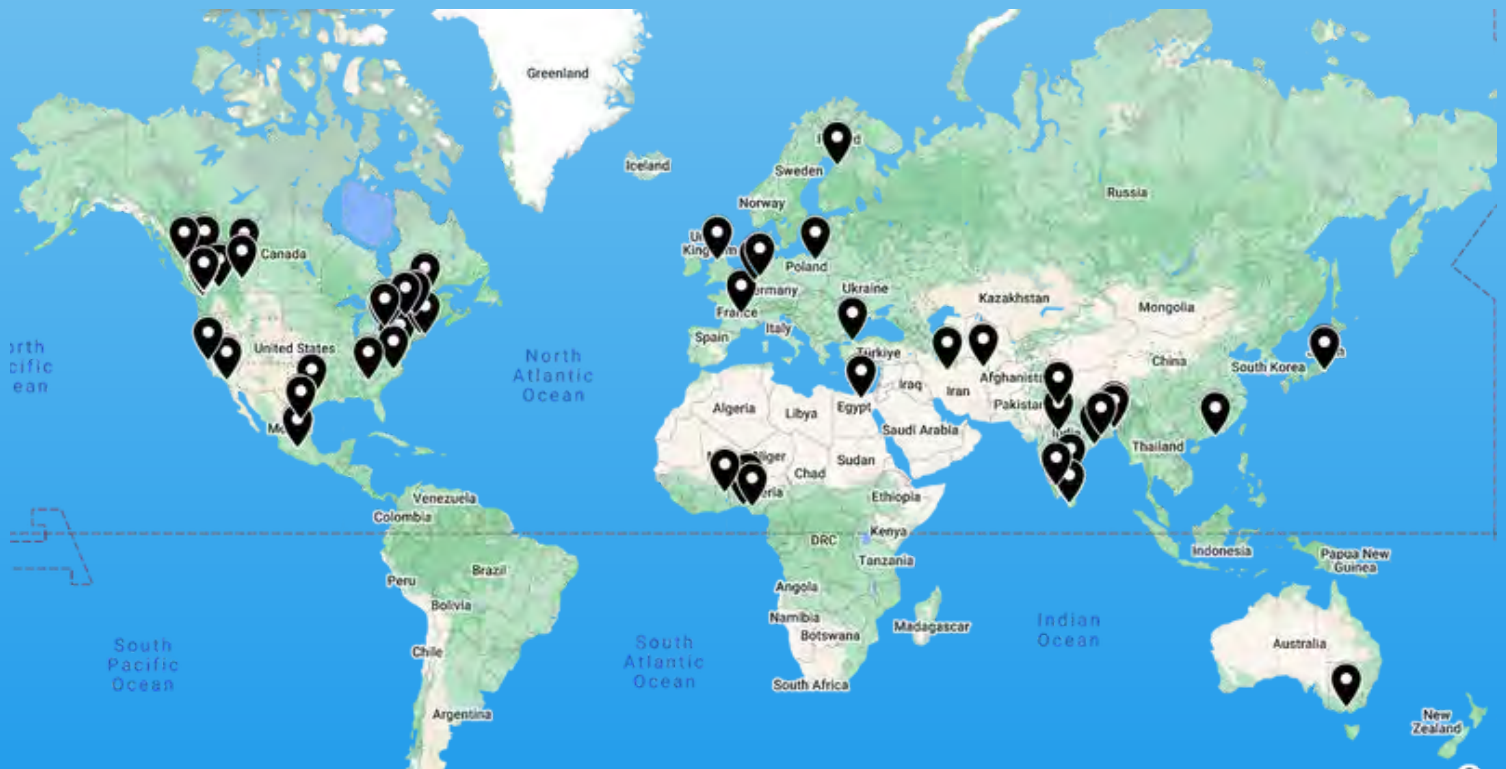 Greenland
Iceland
Sweden
Norway
Russia
Canada
Poland
Ukraine
Kazakhstan
Mongolia
France
Italy
Spain
United States
North
Atlantic
Ocean
Türkiye
China
South Korea
Iraq
Iran
Algeria
Libya
Egypt
Saudi Arabia
Thailand
Niger
Chad
Sudan
Ethiopia
Venezuela
Colombia
Kenya
DRC
Tanzania
Indonesia
Papua New
Guinea
Peru
Brazil
Bolivia
Angola
Namibia
Botswana
Madagascar
Indian
Ocean
South
Pacific
Ocean
South
Atlantic
Ocean
Chile
Australia
South Africa
Argentina
New
Zealand